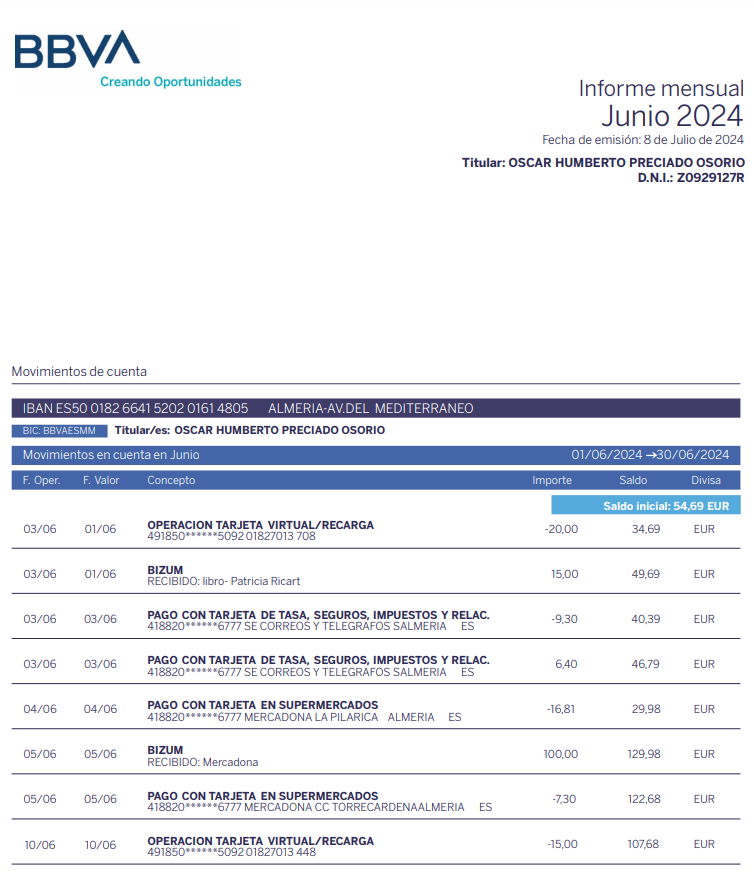 BBVA
Creando Oportunidades
Informe mensual
Junio 2024
Fecha de emisión: 8 de Julio de 2024
Titular: OSCAR HUMBERTO PRECIADO OSORIO
D.N.I.: Z0929127R
Movimientos de cuenta
IBAN ES50 0182 6641 5202 0161 4805 ALMERIA-AV.DEL MEDITERRANEO
BIC: BBVAESMM Titular/es: OSCAR HUMBERTO PRECIADO OSORIO
Movimientos en cuenta en Junio 01/06/2024 →30/06/2024
F. Oper. F. Valor Concepto Importe Saldo Divisa
Saldo inicial: 54,69 EUR
03/06 01/06 OPERACION TARJETA VIRTUAL/RECARGA -20,00 34,69 EUR
491850******5092 01827013 708
03/06 01/06 BIZUM 15,00 49,69 EUR
RECIBIDO: libro- Patricia Ricart
03/06 03/06 PAGO CON TARJETA DE TASA, SEGUROS, IMPUESTOS Y RELAC. -9,30 40,39 EUR
418820******6777 SE CORREOS Y TELEGRAFOS SALMERIA ES
03/06 03/06 PAGO CON TARJETA DE TASA, SEGUROS, IMPUESTOS Y RELAC. 6,40 46,79 EUR
418820******6777 SE CORREOS Y TELEGRAFOS SALMERIA ES
04/06 04/06 PAGO CON TARJETA EN SUPERMERCADOS -16,81 29,98 EUR
418820******6777 MERCADONA LA PILARICA ALMERIA ES
05/06 05/06 BIZUM 100,00 129,98 EUR
RECIBIDO: Mercadona
05/06 05/06 PAGO CON TARJETA EN SUPERMERCADOS -7,30 122,68 EUR
418820******6777 MERCADONA CC TORRECARDENAALMERIA ES
10/06 10/06 OPERACION TARJETA VIRTUAL/RECARGA -15,00 107,68 EUR
491850******5092 01827013 448